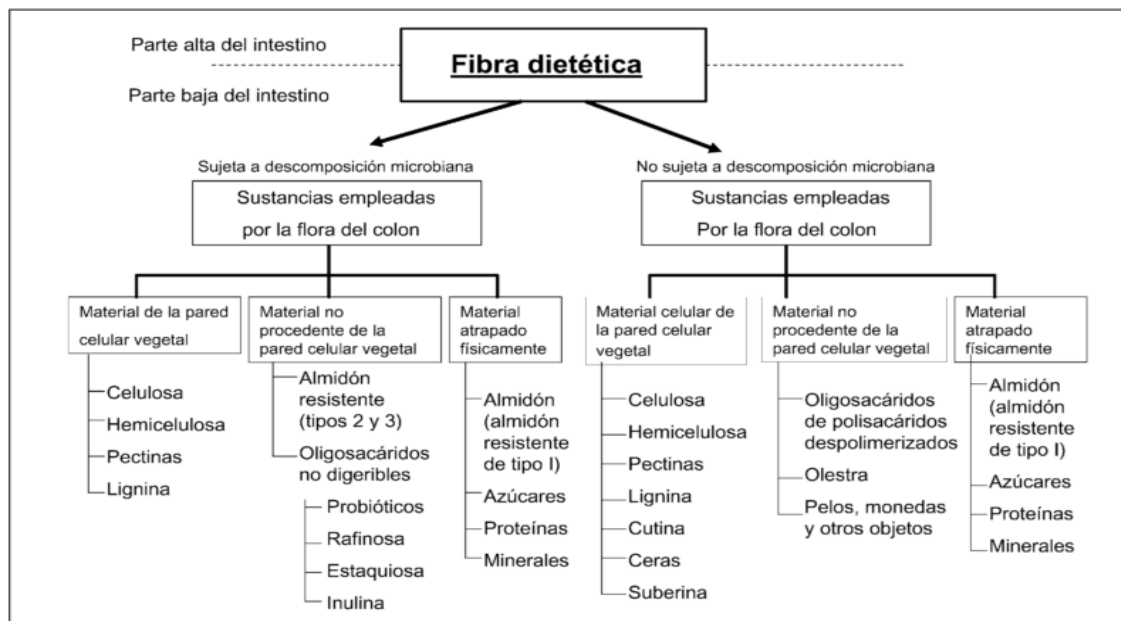 Parte alta del intestino
Fibra dietética
Parte baja del intestino
Sujeta a descomposición microbiana
Sustancias empleadas
por la flora del colon
Material de la pared
celular vegetal
Celulosa
Hemicelulosa
Pectinas
Lignina
Material no
procedente de la
pared celular vegetal
Almidón
resistente
(tipos 2 y 3)
Oligosacáridos
no digeribles
Probióticos
Rafinosa
Estaquiosa
Inulina
Material
atrapado
físicamente
Almidón
(almidón
resistente
de tipo I)
Azúcares
Proteínas
Minerales
No sujeta a descomposición microbiana
Sustancias empleadas
Por la flora del colon
Material celular de
la pared celular
vegetal
Celulosa
Hemicelulosa
Pectinas
Lignina
Cutina
Ceras
Suberina
Material no
procedente de la
pared celular vegetal
Oligosacáridos
de polisacáridos
despolimerizados
Olestra
Pelos, monedas
y otros objetos
Material
atrapado
físicamente
Almidón
(almidón
resistente
de tipo I)
Azúcares
Proteínas
Minerales